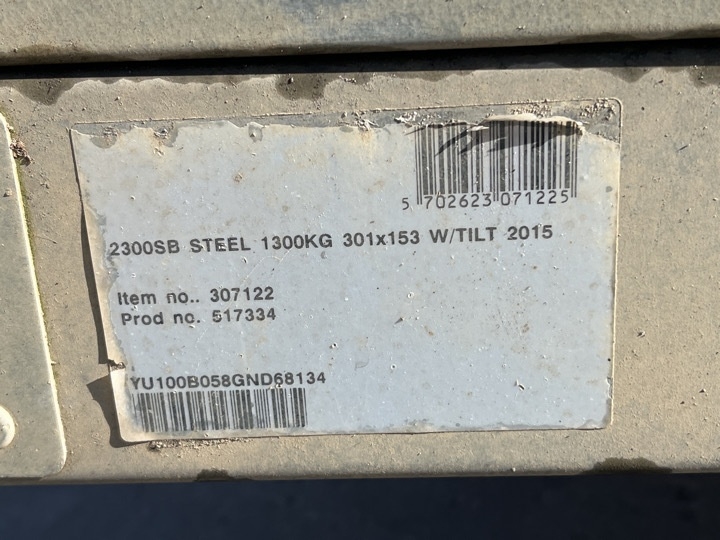 5 702623 071225
2300SB STEEL 1300KG 301x153 W/TILT 2015
Item no.. 307122
Prod no. 517334
YU100B058GND68134